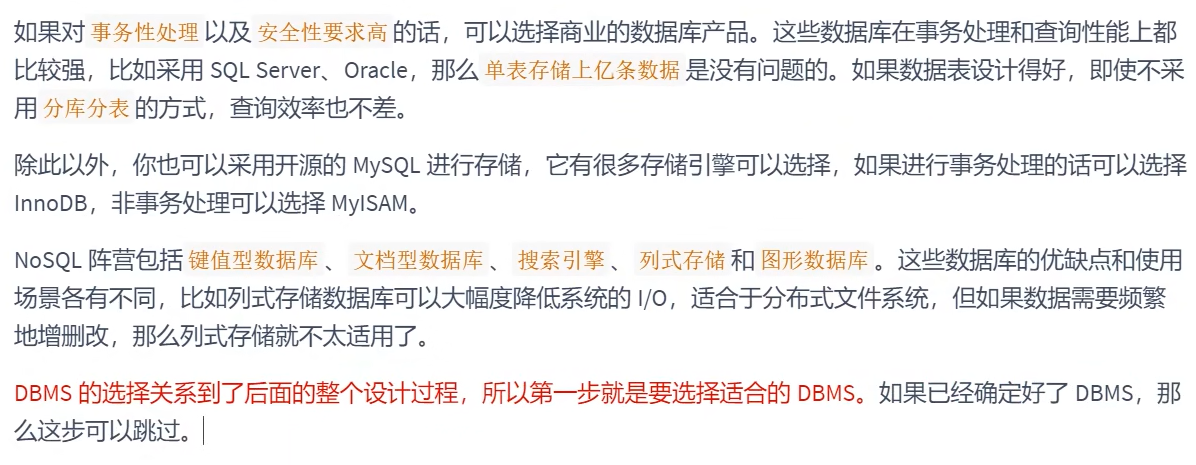 如果对 事务性处理 以及 安全性要求高 的话，可以选择商业的数据库产品。这些数据库在事务处理和查询性能上都
比较强，比如采用 SQL Server、Oracle，那么 单表存储上亿条数据 是没有问题的。如果数据表设计得好，即使不采
用 分库分表 的方式，查询效率也不差。
除此以外，你也可以采用开源的 MySQL 进行存储，它有很多存储引擎可以选择，如果进行事务处理的话可以选择
InnoDB，非事务处理可以选择 MyISAM。
NoSQL 阵营包括 键值型数据库 、 文档型数据库 、 搜索引擎 、 列式存储 和 图形数据库 。这些数据库的优缺点和使用
场景各有不同，比如列式存储数据库可以大幅度降低系统的 I/O，适合于分布式文件系统，但如果数据需要频繁
地增删改，那么列式存储就不太适用了。
DBMS 的选择关系到了后面的整个设计过程，所以第一步就是要选择适合的 DBMS。如果已经确定好了 DBMS，那
么这步可以跳过。